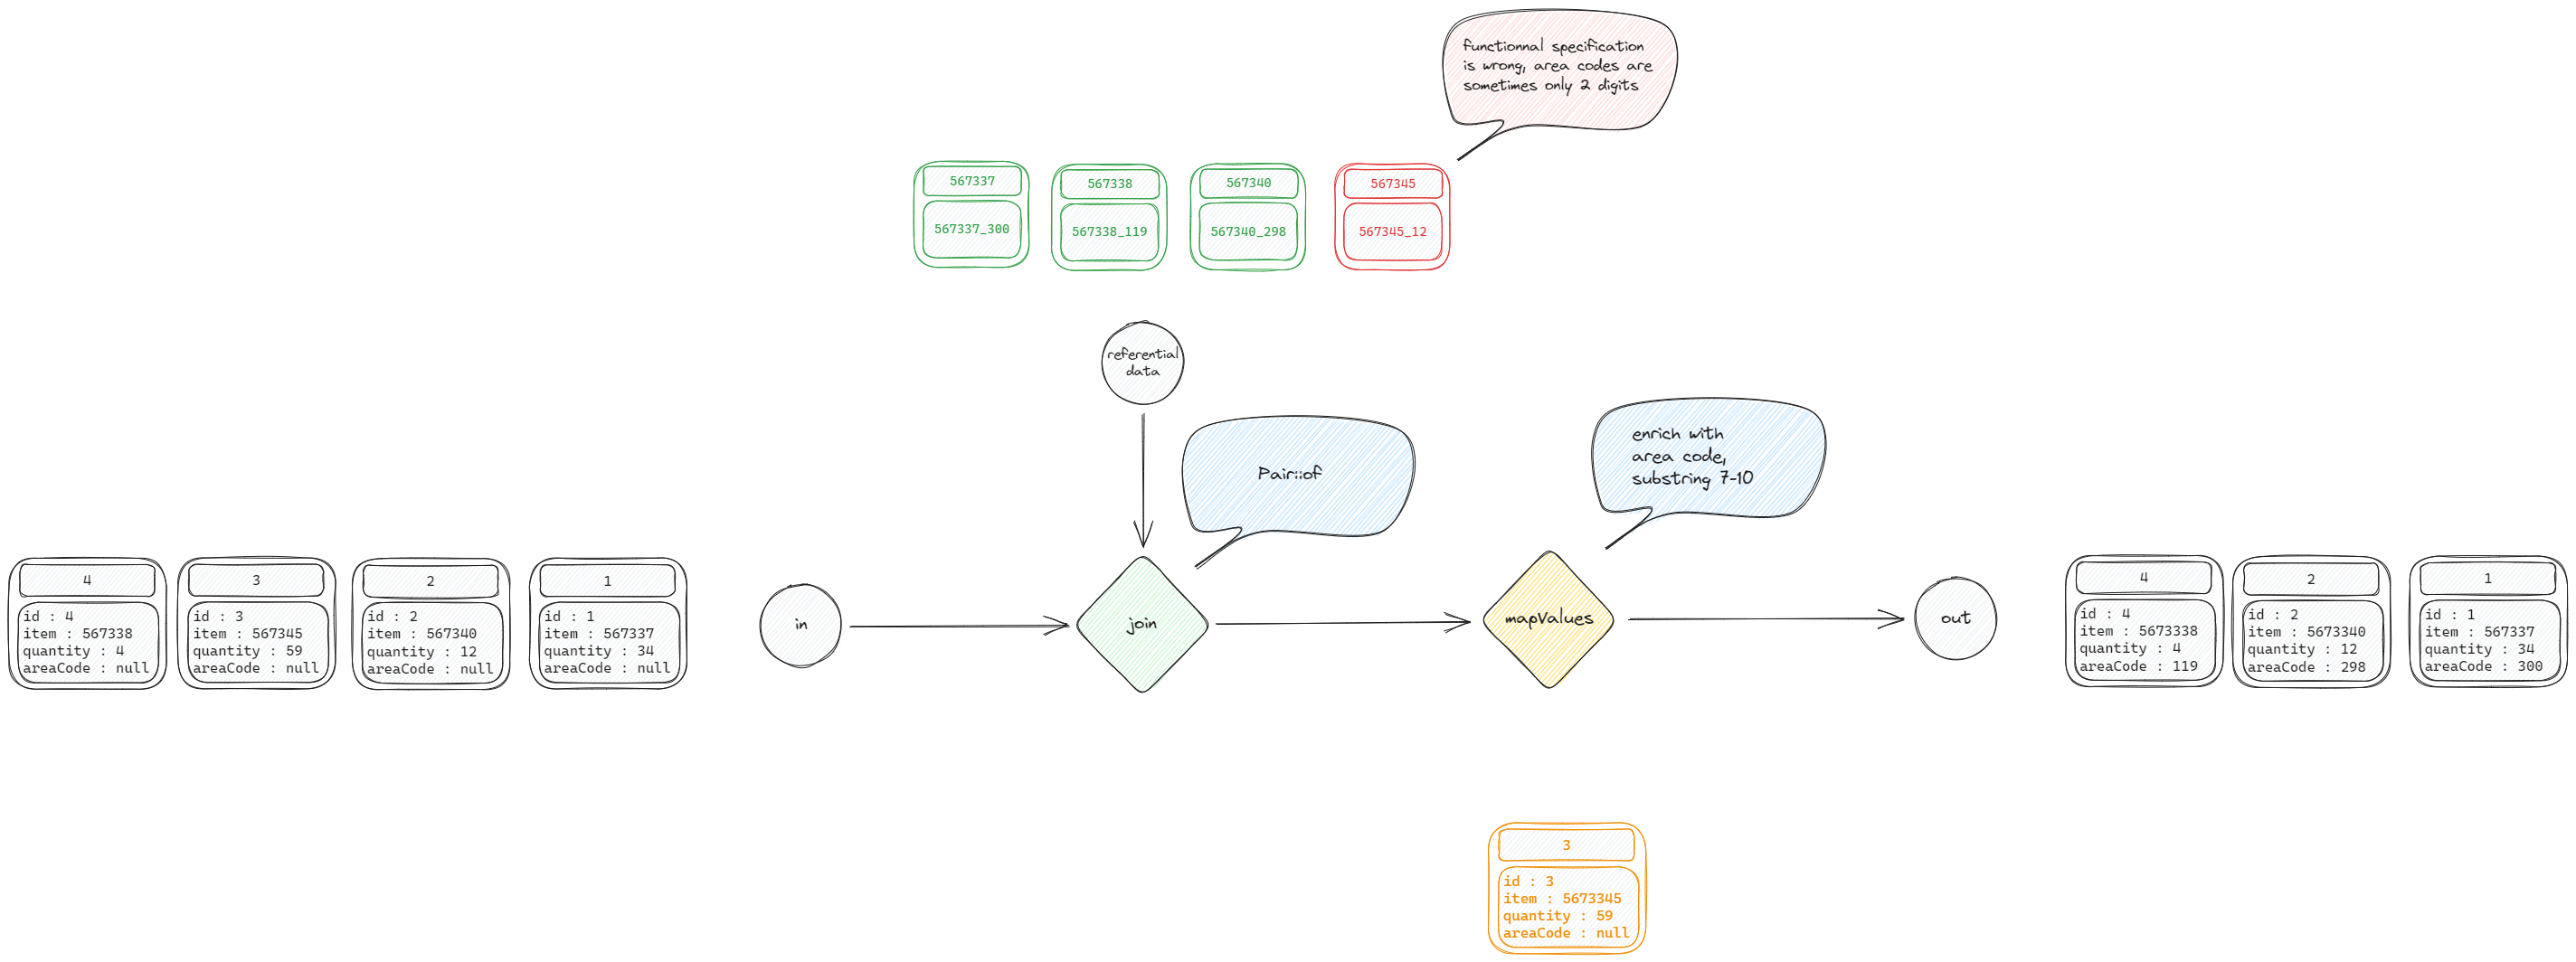 functionnal specification
is wrong, area codes are
sometimes only 2 digits
567337
567337_300
567338
567338_119
567340
567340_298
567345
567345_12
referential
data
Pair::of
enrich with
area code,
substring 7-10
4
id : 4
item : 567338
quantity : 4
areaCode : null
3
id : 3
item : 567345
quantity : 59
areaCode : null
2
id : 2
item : 567340
quantity : 12
areaCode : null
1
id : 1
item : 567337
quantity : 34
areaCode : null
in
join
mapValues
out
4
id : 4
item : 5673338
quantity : 4
areaCode : 119
2
id : 2
item : 5673340
quantity : 12
areaCode : 298
1
id : 1
item : 567337
quantity : 34
areaCode : 300
3
id : 3
item : 5673345
quantity : 59
areaCode : null